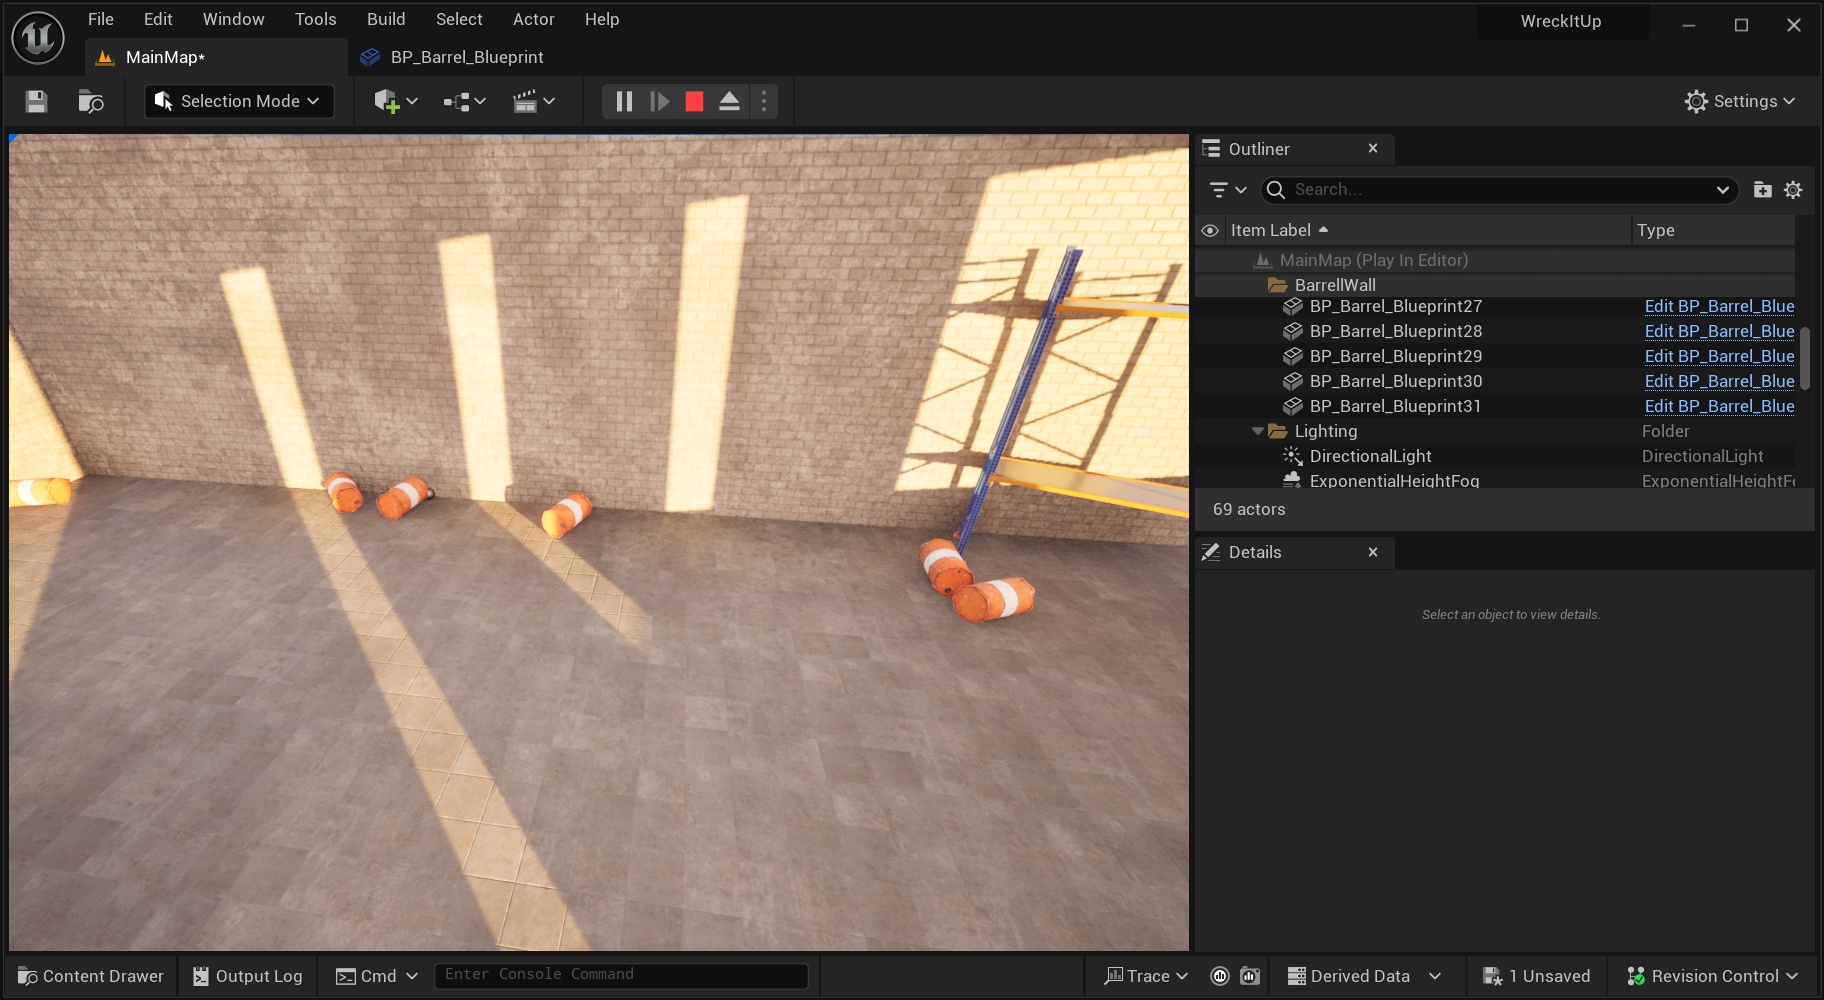 File Edit Window Tools Build Select Actor Help
WreckItUp
MainMap*
BP_Barrel_Blueprint
Selection Mode
Settings
Outliner
Search...
Item Label Type
MainMap (Play In Editor)
BarrellWall
BP_Barrel_Blueprint27 Edit BP_Barrel_Blue
BP_Barrel_Blueprint28 Edit BP_Barrel_Blue
BP_Barrel_Blueprint29 Edit BP_Barrel_Blue
BP_Barrel_Blueprint30 Edit BP_Barrel_Blue
BP_Barrel_Blueprint31 Edit BP_Barrel_Blue
Lighting Folder
DirectionalLight DirectionalLight
ExponentialHeightFog ExponentialHeightF
69 actors
Details
Select an object to view details.
Content Drawer Output Log Cmd Enter Console Command Trace Derived Data 1 Unsaved Revision Control